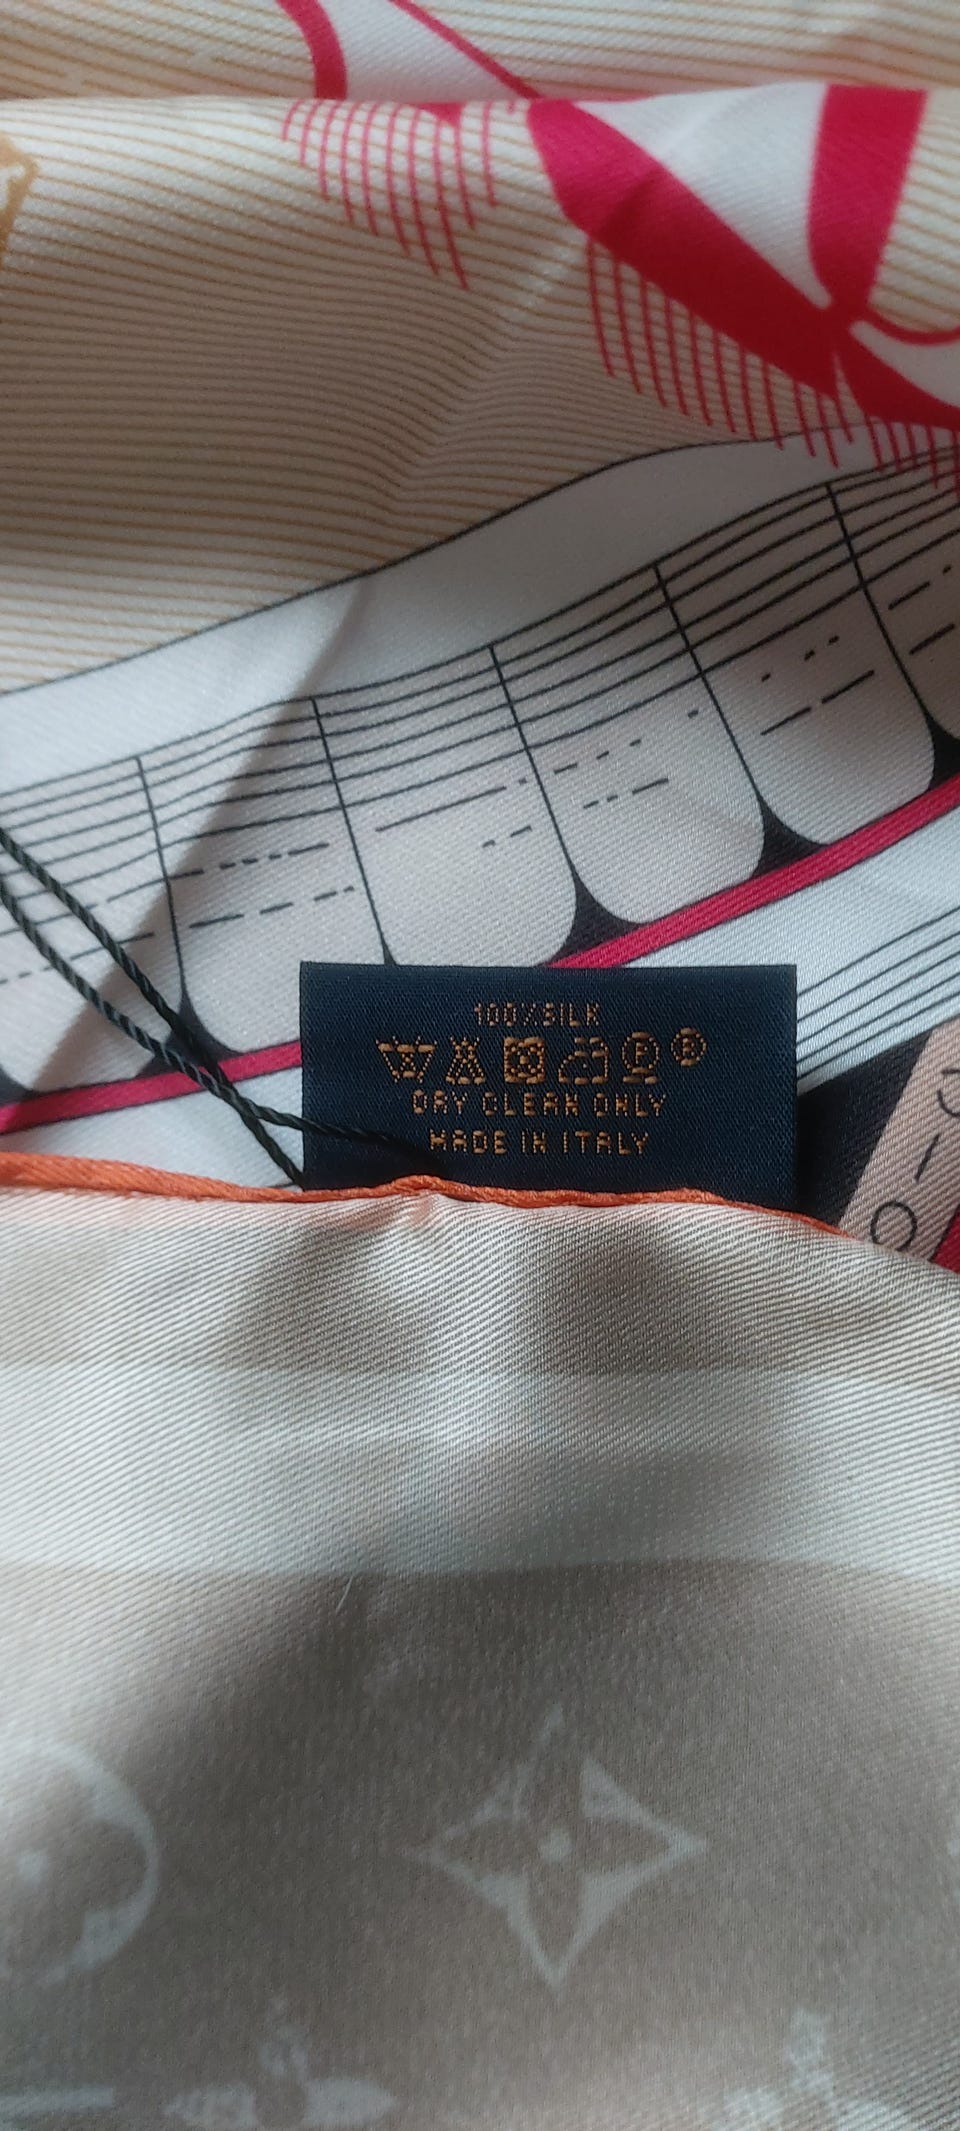 100% SILK
P B
DRY CLEAN ONLY
MADE IN ITALY